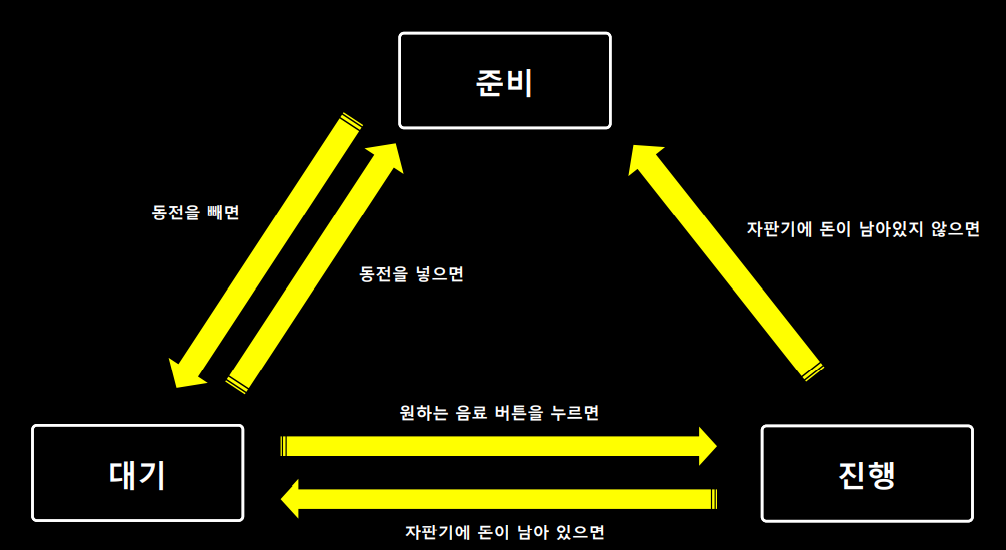 준비
동전을 빼면
자판기에 돈이 남아있지 않으면
동전을 넣으면
원하는 음료 버튼을 누르면
대기
진행
자판기에 돈이 남아 있으면